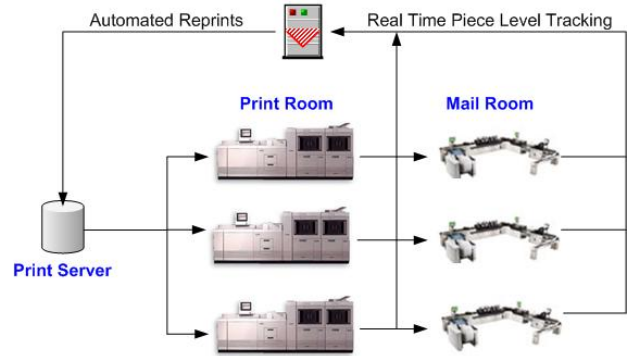 Automated Reprints
Real Time Piece Level Tracking
Print Room
Mail Room
Print Server